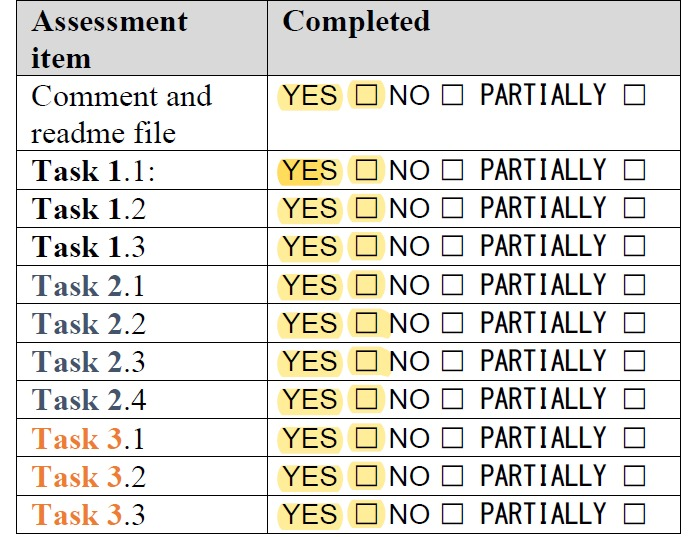 Assessment item Completed
Comment and readme file YES ☐ NO ☐ PARTIALLY ☐
Task 1.1: YES ☐ NO ☐ PARTIALLY ☐
Task 1.2 YES ☐ NO ☐ PARTIALLY ☐
Task 1.3 YES ☐ NO ☐ PARTIALLY ☐
Task 2.1 YES ☐ NO ☐ PARTIALLY ☐
Task 2.2 YES ☐ NO ☐ PARTIALLY ☐
Task 2.3 YES ☐ NO ☐ PARTIALLY ☐
Task 2.4 YES ☐ NO ☐ PARTIALLY ☐
Task 3.1 YES ☐ NO ☐ PARTIALLY ☐
Task 3.2 YES ☐ NO ☐ PARTIALLY ☐
Task 3.3 YES ☐ NO ☐ PARTIALLY ☐